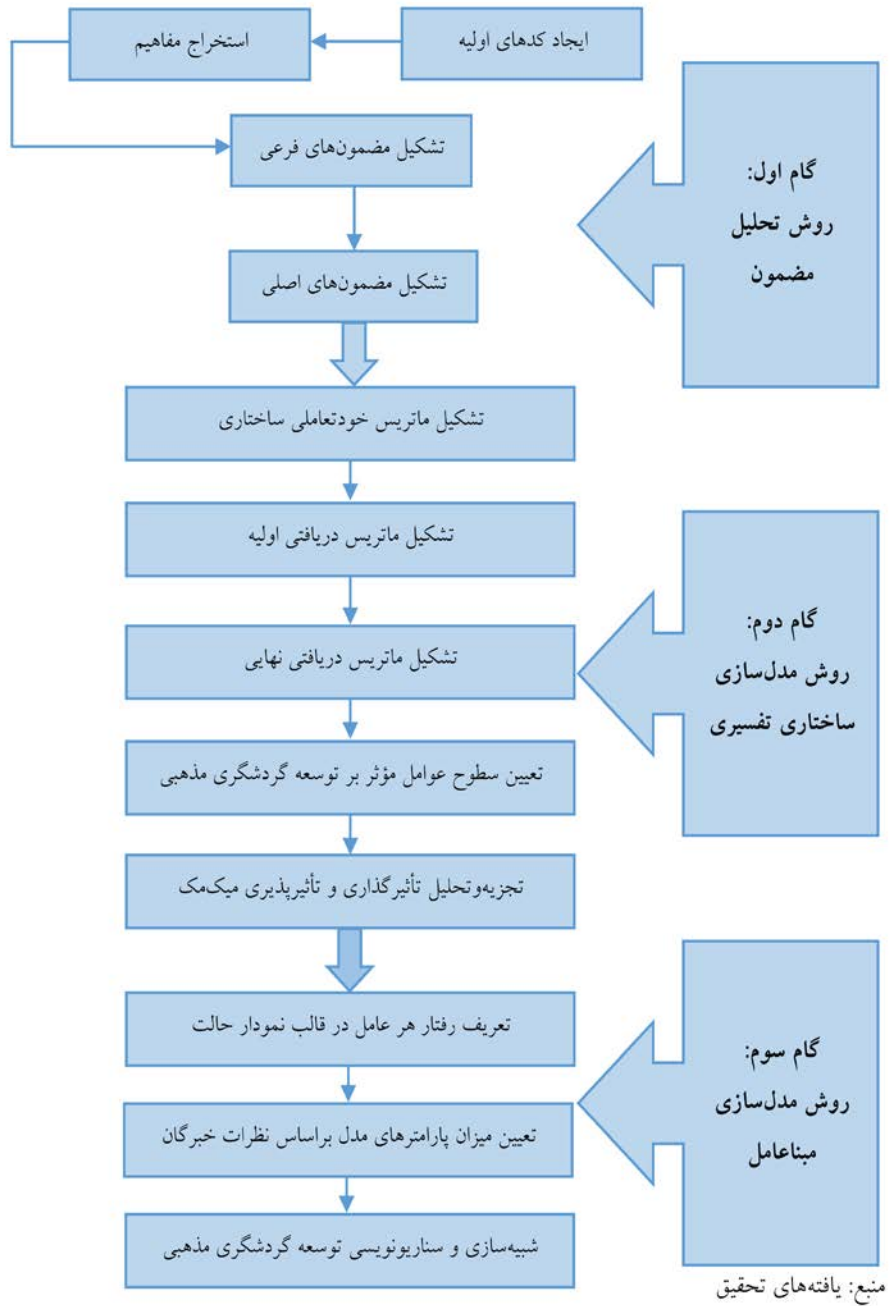 ایجاد کدهای اولیه
استخراج مفاهیم
تشکیل مضمون‌های فرعی
تشکیل مضمون‌های اصلی
گام اول:
روش تحلیل
مضمون
تشکیل ماتریس خودتعاملی ساختاری
تشکیل ماتریس دریافتی اولیه
تشکیل ماتریس دریافتی نهایی
تعیین سطوح عوامل مؤثر بر توسعه گردشگری مذهبی
تجزیه‌وتحلیل تأثیرگذاری و تأثیرپذیری میک‌مک
گام دوم:
روش مدل‌سازی
ساختاری تفسیری
تعریف رفتار هر عامل در قالب نمودار حالت
تعیین میزان پارامترهای مدل براساس نظرات خبرگان
شبیه‌سازی و سناریونویسی توسعه گردشگری مذهبی
گام سوم:
روش مدل‌سازی
مبناعامل
منبع: یافته‌های تحقیق